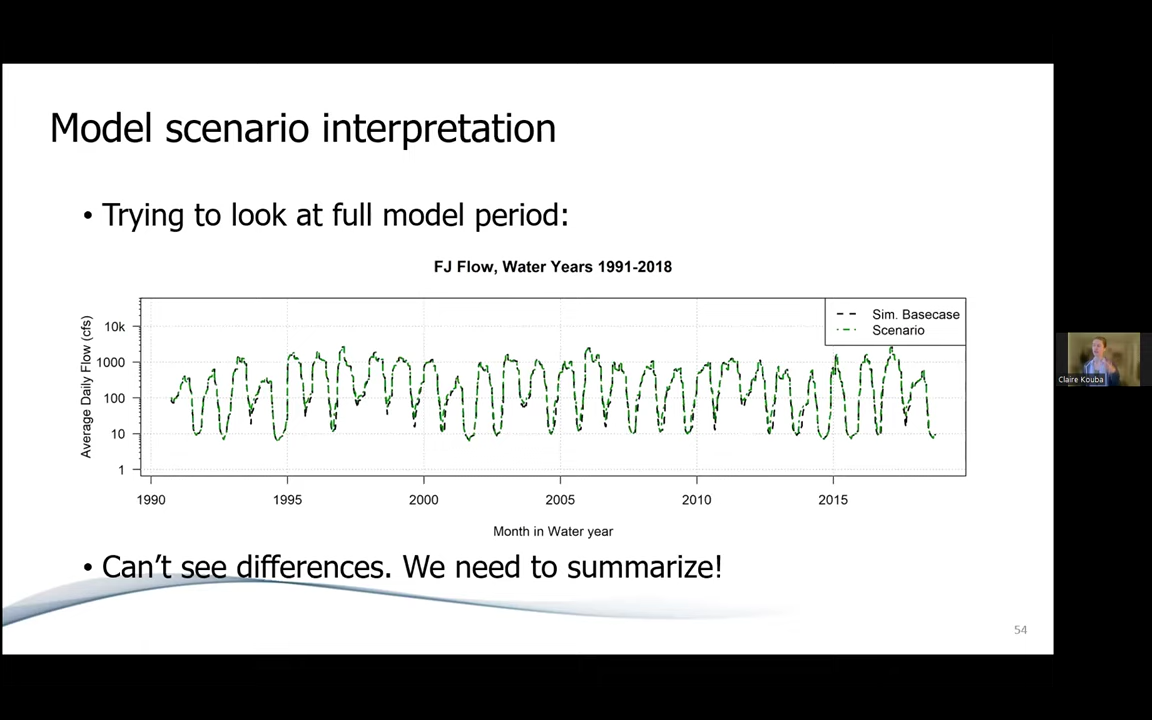 Model scenario interpretation
• Trying to look at full model period:
FJ Flow, Water Years 1991-2018
Average Daily Flow (cfs)
10k
1000
100
10
1
Sim. Basecase
Scenario
1990 1995 2000 2005 2010 2015
Month in Water year
• Can't see differences. We need to summarize!
54
Claire Kouba